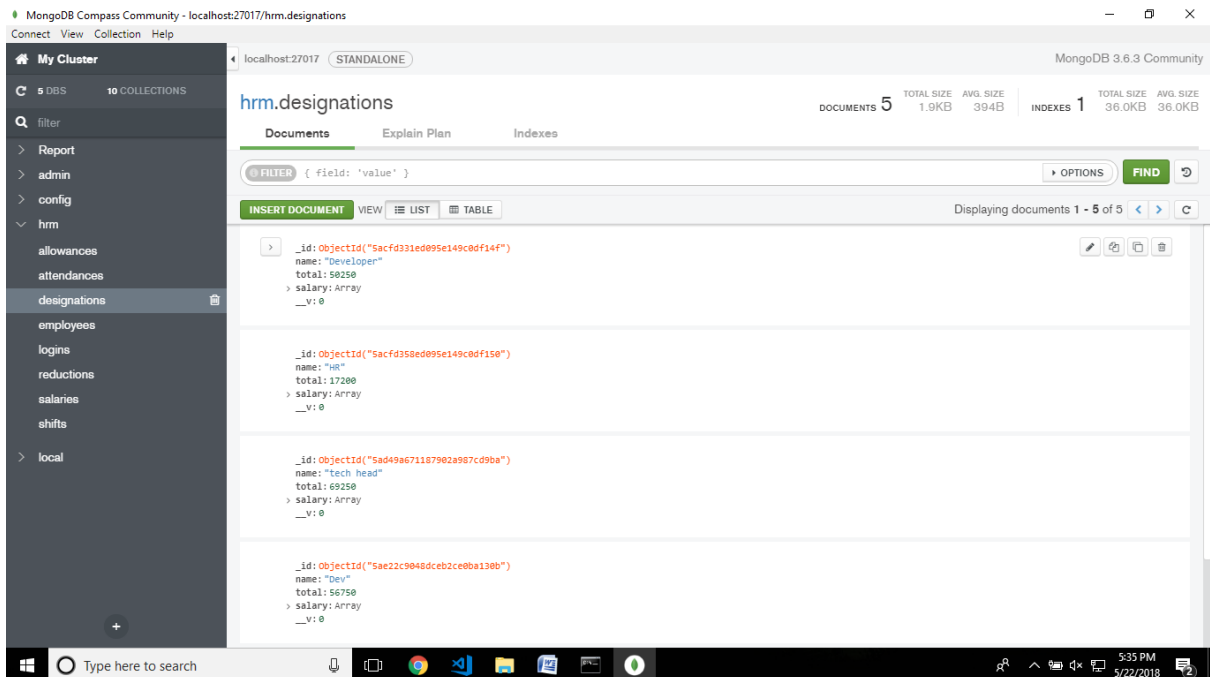 MongoDB Compass Community - localhost:27017/hrm.designations
Connect View Collection Help
My Cluster
5 DBS 10 COLLECTIONS
filter
Report
admin
config
hrm
allowances
attendances
designations
employees
logins
reductions
salaries
shifts
local
localhost:27017 STANDALONE MongoDB 3.6.3 Community
hrm.designations
DOCUMENTS 5 TOTAL SIZE 1.9KB AVG. SIZE 394B INDEXES 1 TOTAL SIZE 36.0KB AVG. SIZE 36.0KB
Documents Explain Plan Indexes
FILTER { field: 'value' } OPTIONS FIND
INSERT DOCUMENT VIEW LIST TABLE Displaying documents 1 - 5 of 5
_id: ObjectId("5acfd331ed095e149c0df14f")
name: "Developer"
total: 50250
salary: Array
__v: 0
_id: ObjectId("5acfd358ed095e149c0df150")
name: "HR"
total: 17200
salary: Array
__v: 0
_id: ObjectId("5ad49a671187902a987cd9ba")
name: "tech head"
total: 69250
salary: Array
__v: 0
_id: ObjectId("5ae22c9048dceb2ce0ba130b")
name: "Dev"
total: 56750
salary: Array
__v: 0
Type here to search
5:35 PM
5/22/2018
2